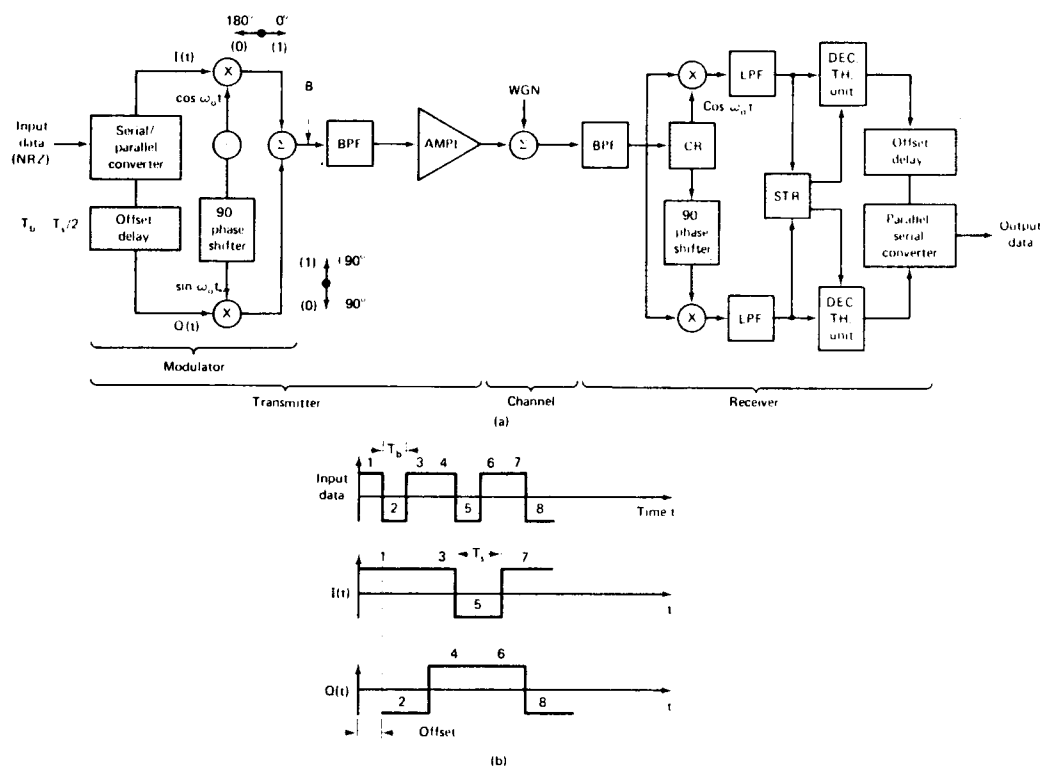 180° 0°
(0) (1)
I(t)
X
cos ω₀t
B
Input
data
(NRZ)
Serial/
parallel
converter
Σ
BPF
AMPL
WGN
Σ
BPF
X
LPF
DEC.
TH.
unit
Cos ω₀t
CR
Offset
delay
STR
T_b T_s/2
Offset
delay
90
phase
shifter
90
phase
shifter
Parallel
serial
converter
Output
data
(1) 90°
(0) 90°
sin ω₀t
X
Q(t)
X
LPF
DEC
TH.
unit
Modulator
Transmitter
Channel
Receiver
(a)
T_b
1 3 4 6 7
Input
data
2 5 8
Time t
1 3 T_s 7
I(t)
5
t
4 6
Q(t)
2 8
t
Offset
(b)